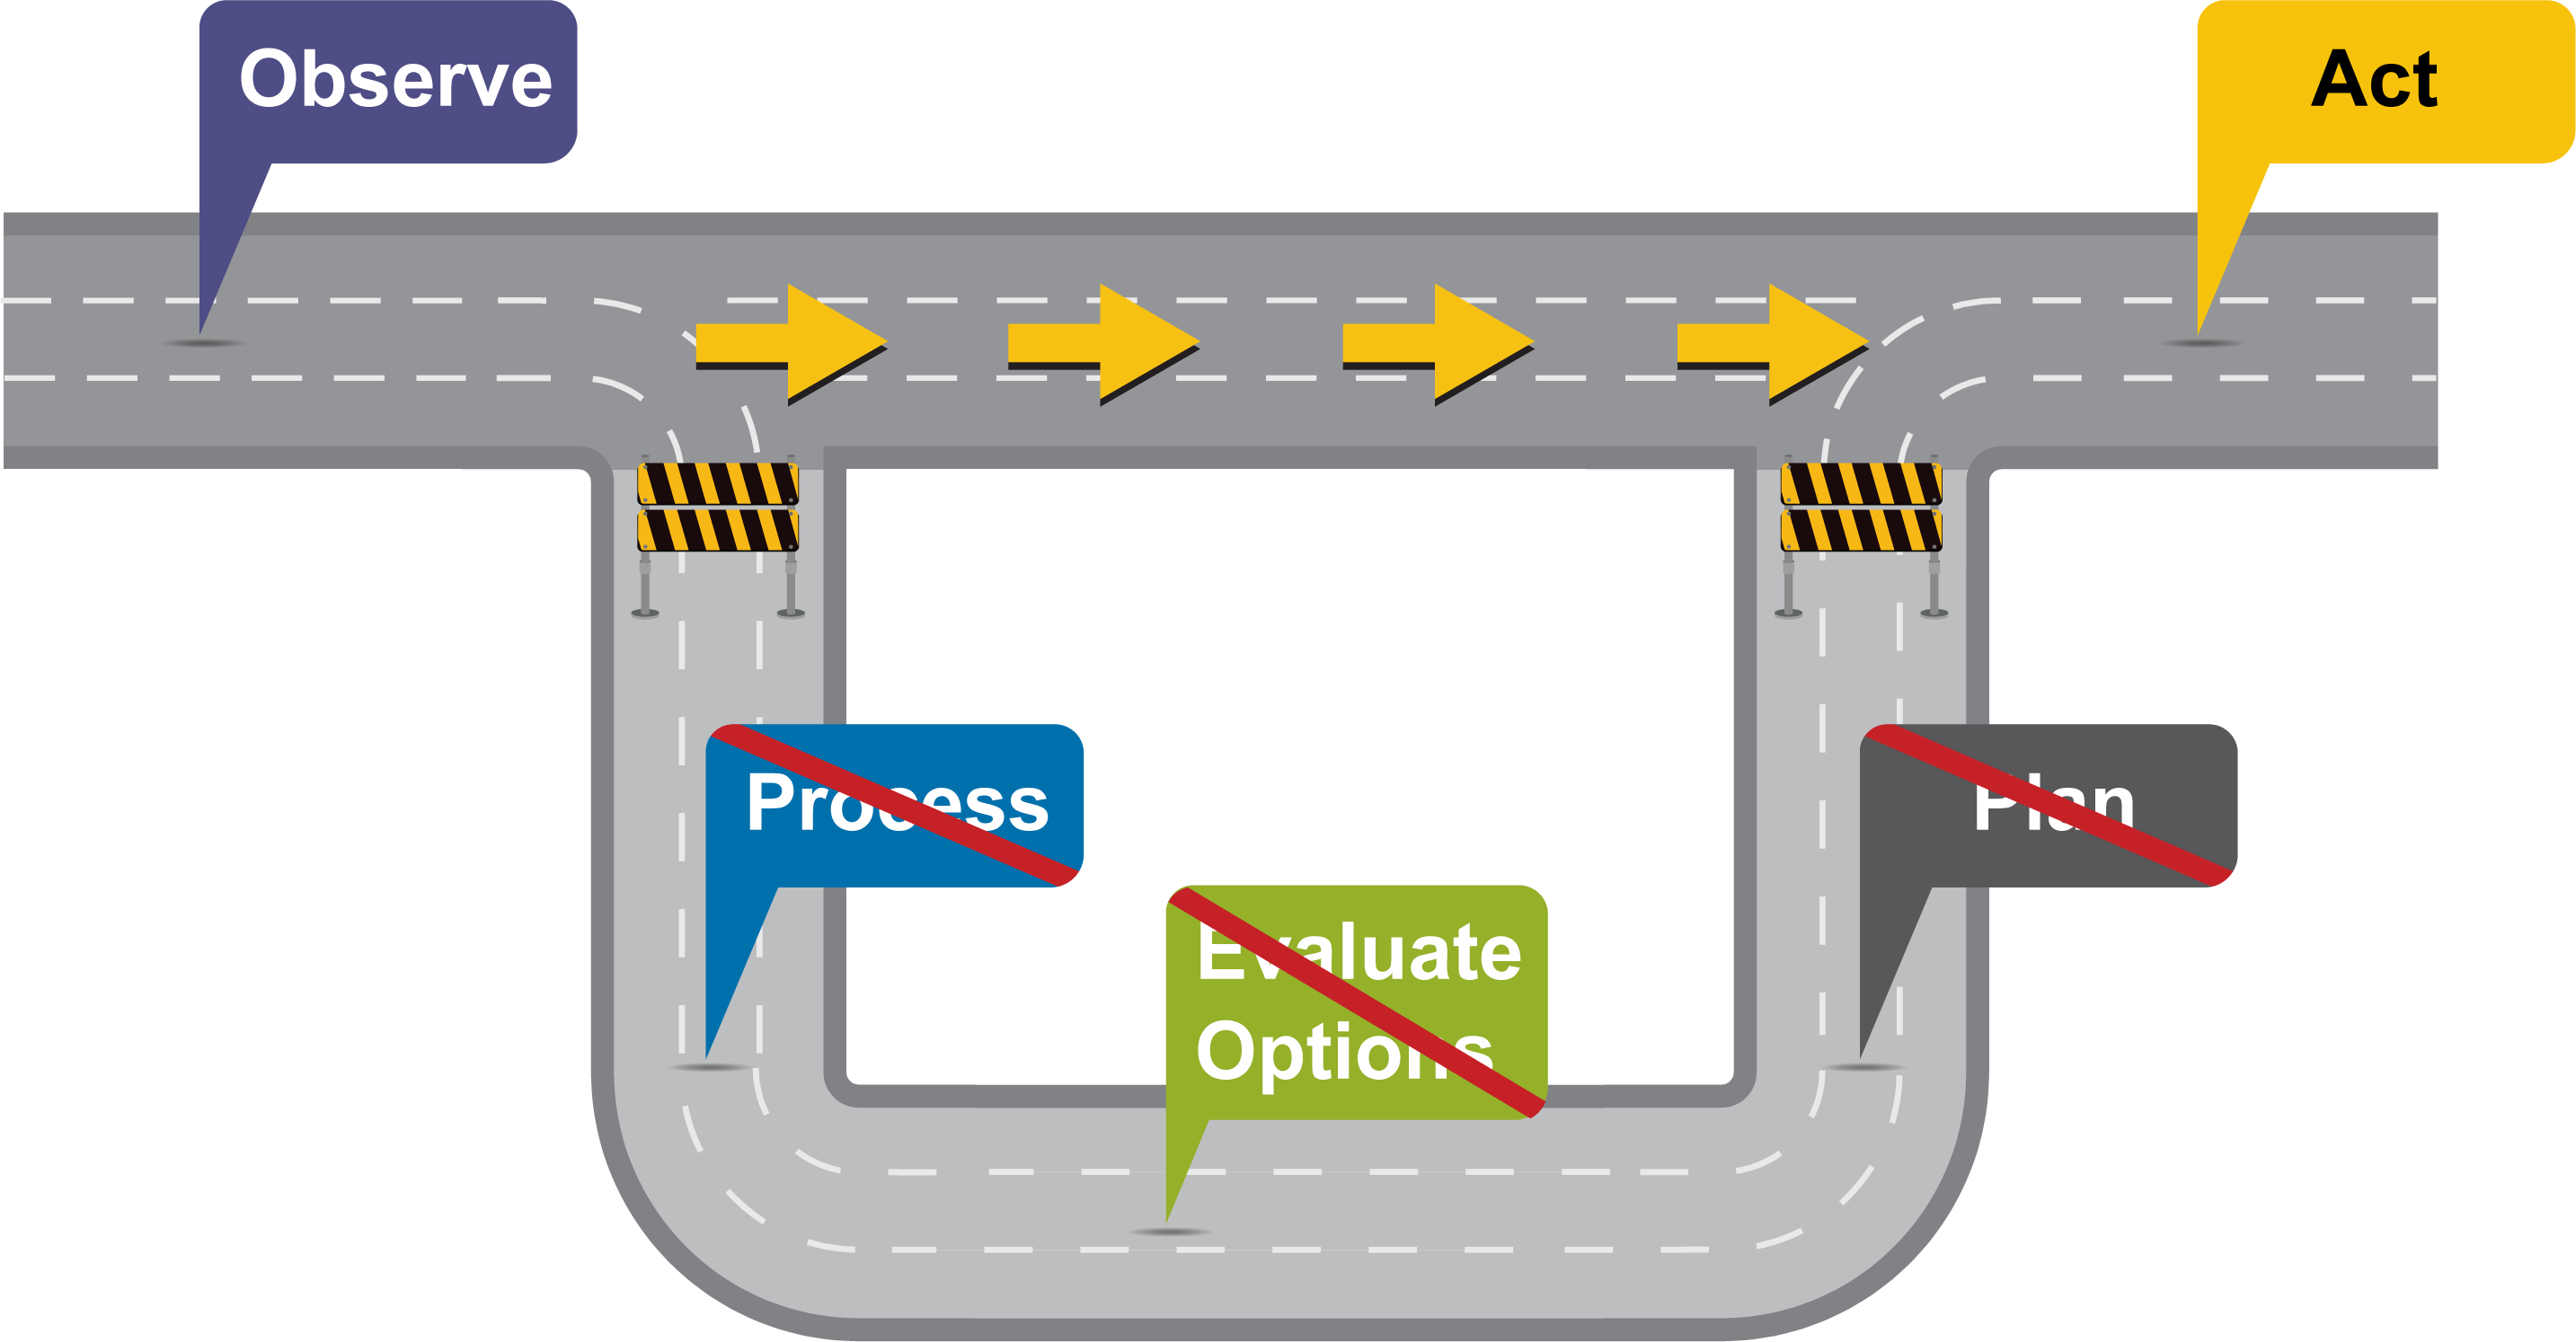 Observe
Act
Process
Plan
Evaluate
Options